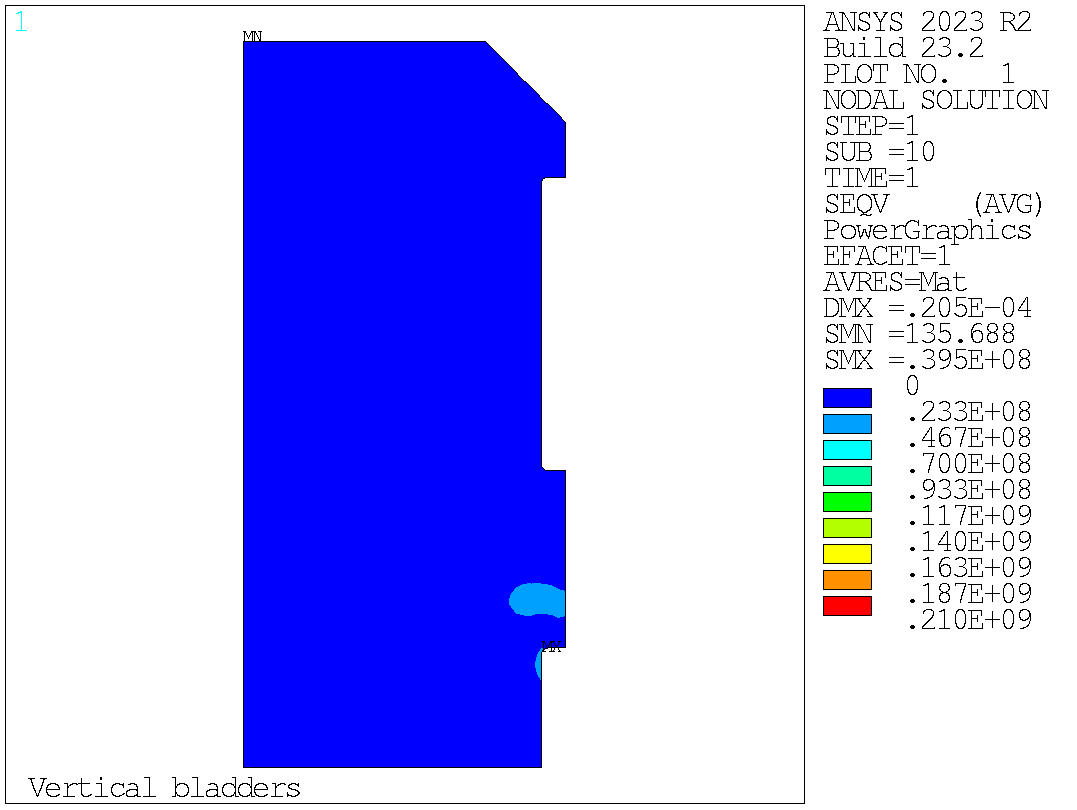 1
MN
MX
Vertical bladders
ANSYS 2023 R2
Build 23.2
PLOT NO. 1
NODAL SOLUTION
STEP=1
SUB =10
TIME=1
SEQV (AVG)
PowerGraphics
EFACET=1
AVRES=Mat
DMX =.205E-04
SMN =135.688
SMX =.395E+08
0
.233E+08
.467E+08
.700E+08
.933E+08
.117E+09
.140E+09
.163E+09
.187E+09
.210E+09